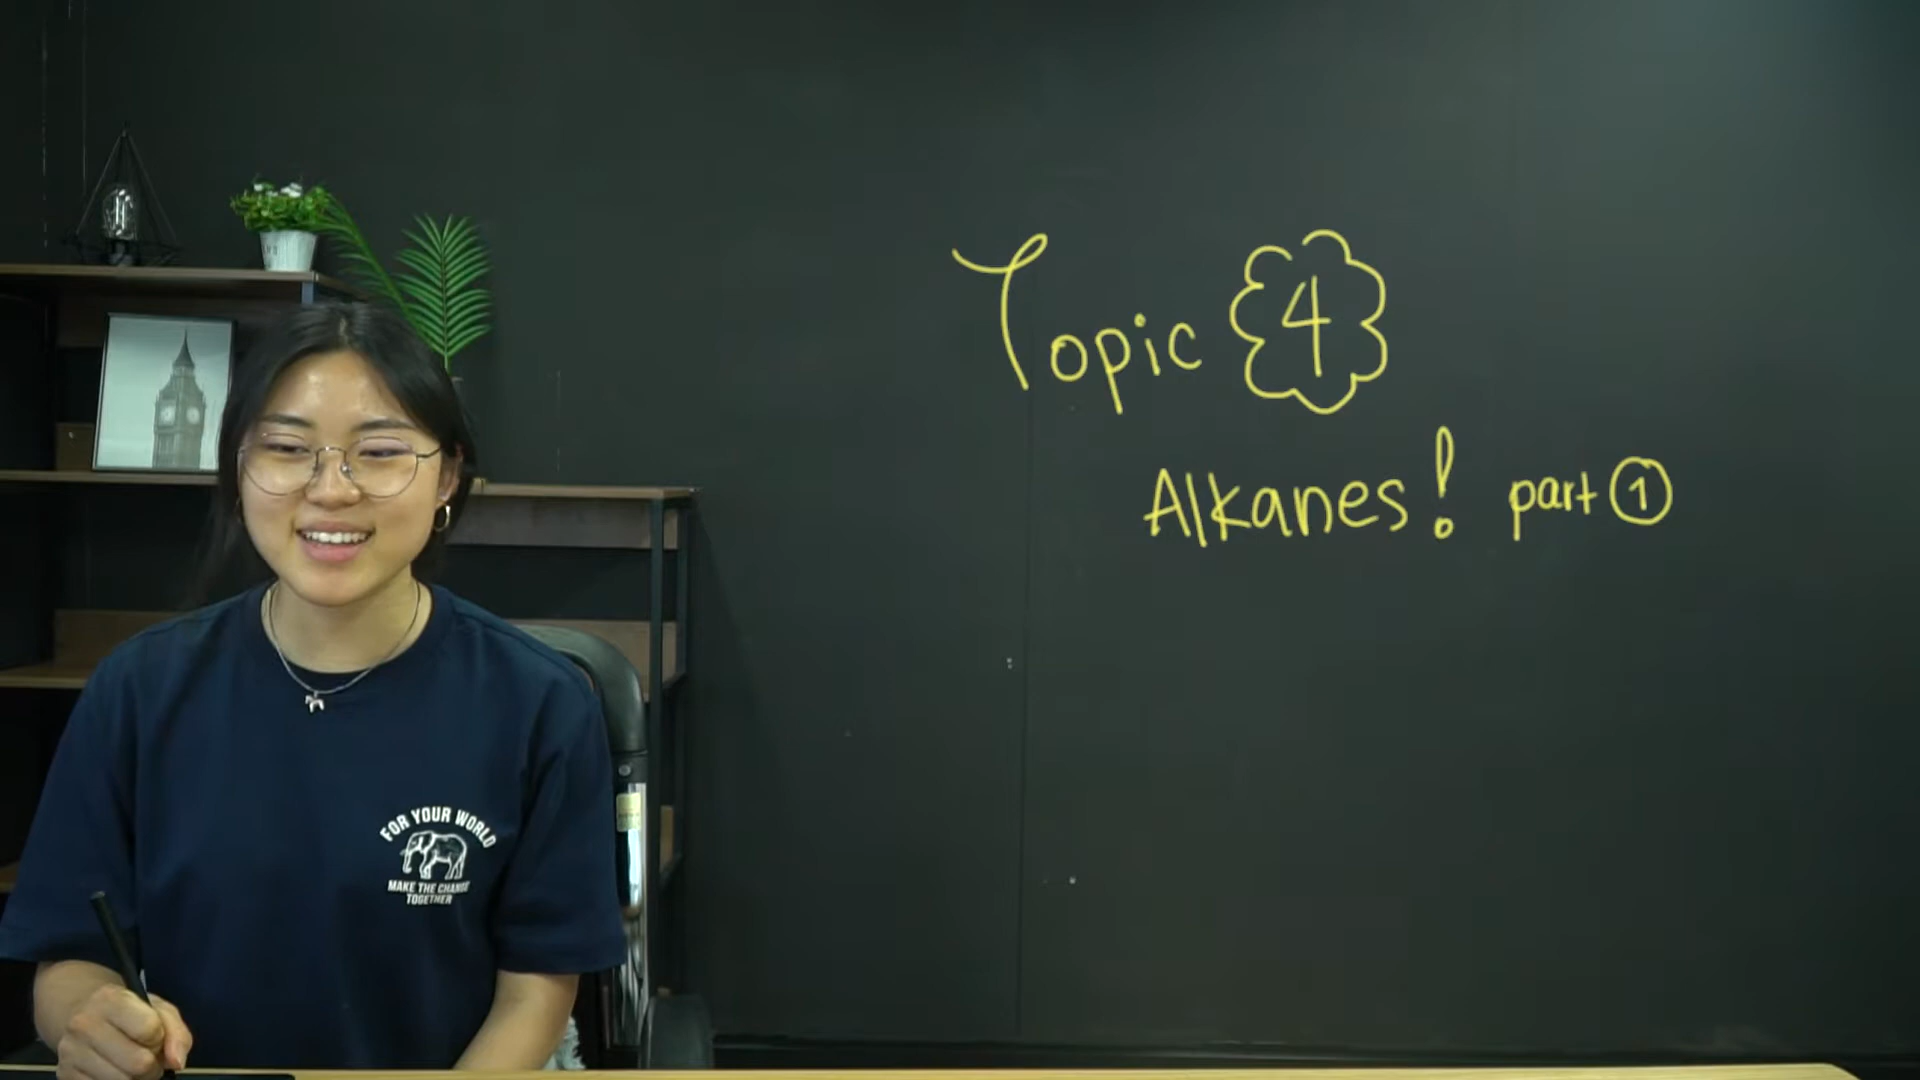 Topic 4
Alkanes! part 1
FOR YOUR WORLD
MAKE THE CHANGE
TOGETHER